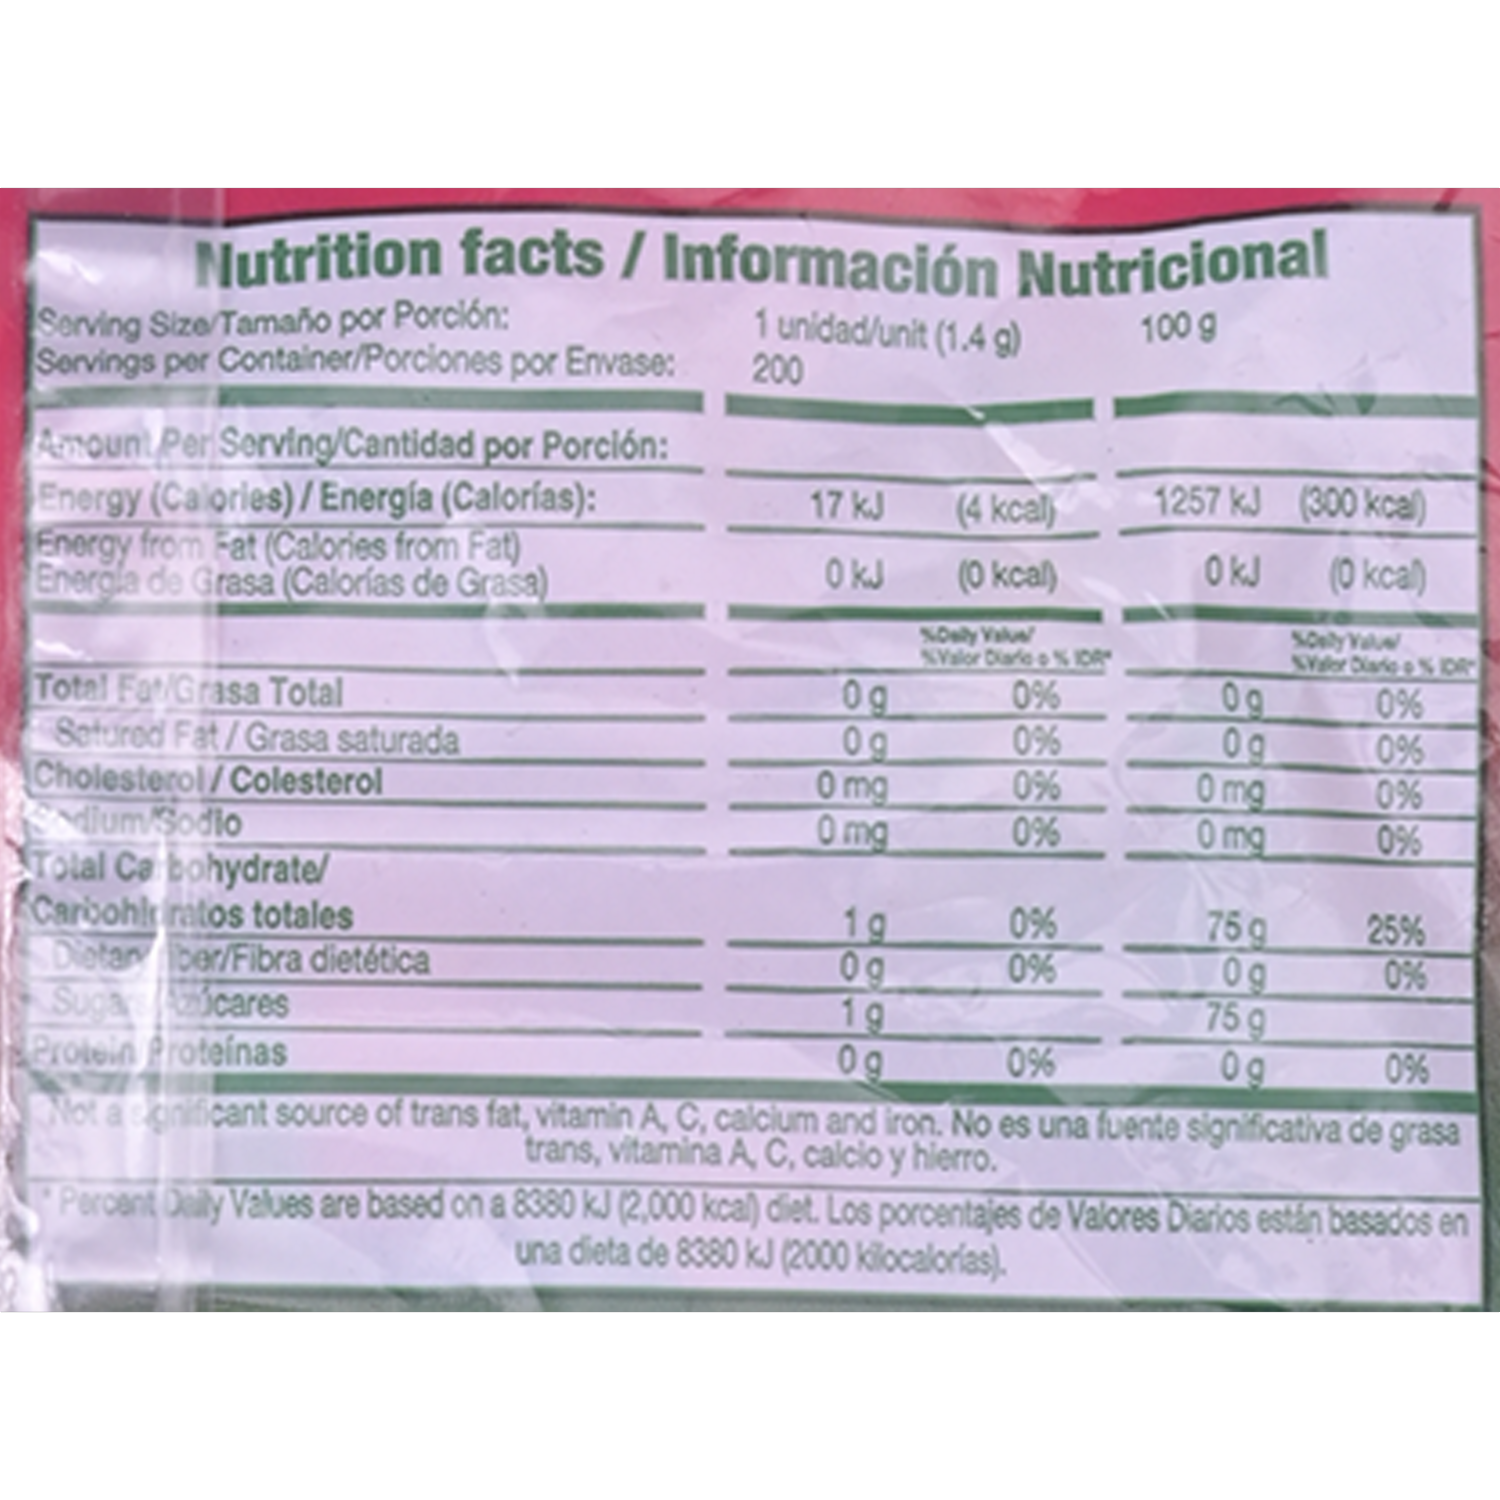 Nutrition facts / Información Nutricional
Serving Size/Tamaño por Porción: 1 unidad/unit (1.4 g) 100 g
Servings per Container/Porciones por Envase: 200
Amount Per Serving/Cantidad por Porción:
Energy (Calories) / Energía (Calorías): 17 kJ (4 kcal) 1257 kJ (300 kcal)
Energy from Fat (Calories from Fat)
Energía de Grasa (Calorías de Grasa) 0 kJ (0 kcal) 0 kJ (0 kcal)
%Daily Value/ %Daily Value/
%Valor Diario o % IDR* %Valor Diario o % IDR*
Total Fat/Grasa Total 0 g 0% 0 g 0%
Satured Fat / Grasa saturada 0 g 0% 0 g 0%
Cholesterol / Colesterol 0 mg 0% 0 mg 0%
Sodium/Sodio 0 mg 0% 0 mg 0%
Total Carbohydrate/
Carbohidratos totales 1 g 0% 75 g 25%
Dietary Fiber/Fibra dietética 0 g 0% 0 g 0%
Sugars/Azúcares 1 g 75 g
Protein/Proteínas 0 g 0% 0 g 0%
Not a significant source of trans fat, vitamin A, C, calcium and iron. No es una fuente significativa de grasa
trans, vitamina A, C, calcio y hierro.
* Percent Daily Values are based on a 8380 kJ (2,000 kcal) diet. Los porcentajes de Valores Diarios están basados en
una dieta de 8380 kJ (2000 kilocalorías).